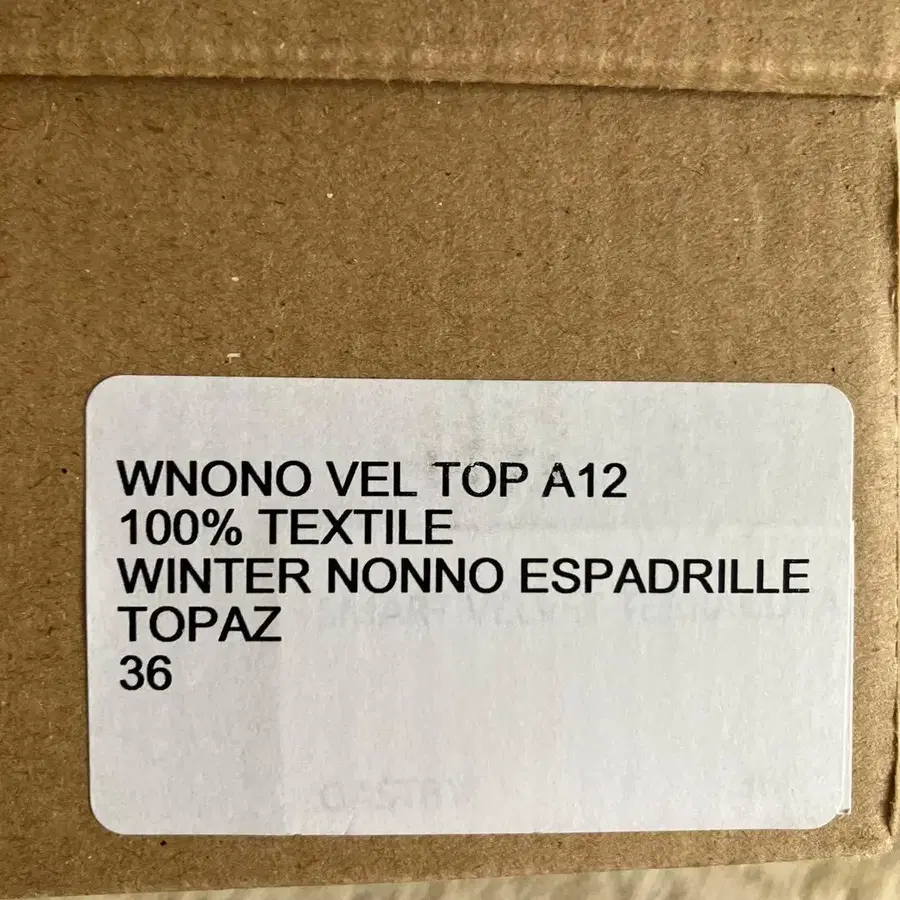 WNONO VEL TOP A12
100% TEXTILE
WINTER NONNO ESPADRILLE
TOPAZ
36